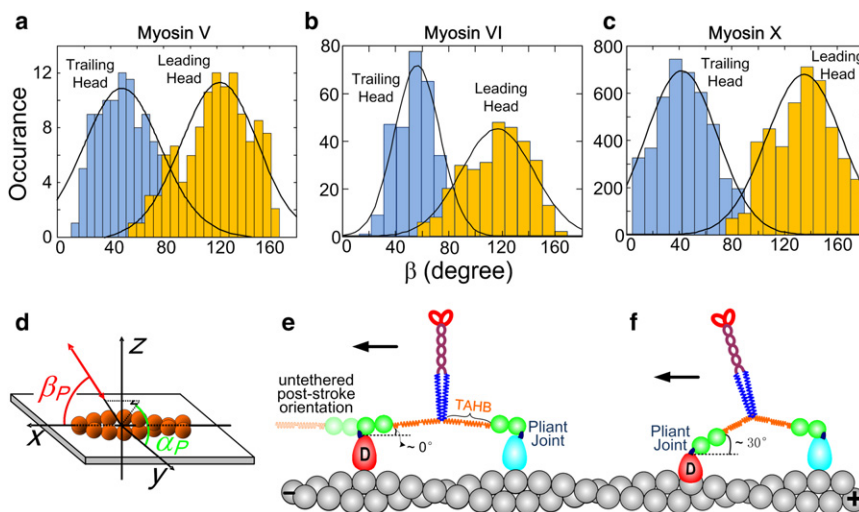 a
Myosin V
Trailing Head
Leading Head
Occurance
12
8
4
0
0 40 80 120 160
b
Myosin VI
Trailing Head
Leading Head
80
60
40
20
0
0 40 80 120 160
β (degree)
c
Myosin X
Trailing Head
Leading Head
800
600
400
200
0
0 40 80 120 160
d
z
βP
x
αP
y
e
untethered
post-stroke
orientation
TAHB
Pliant
Joint
~ 0°
D
−
f
Pliant
Joint
~ 30°
D
+